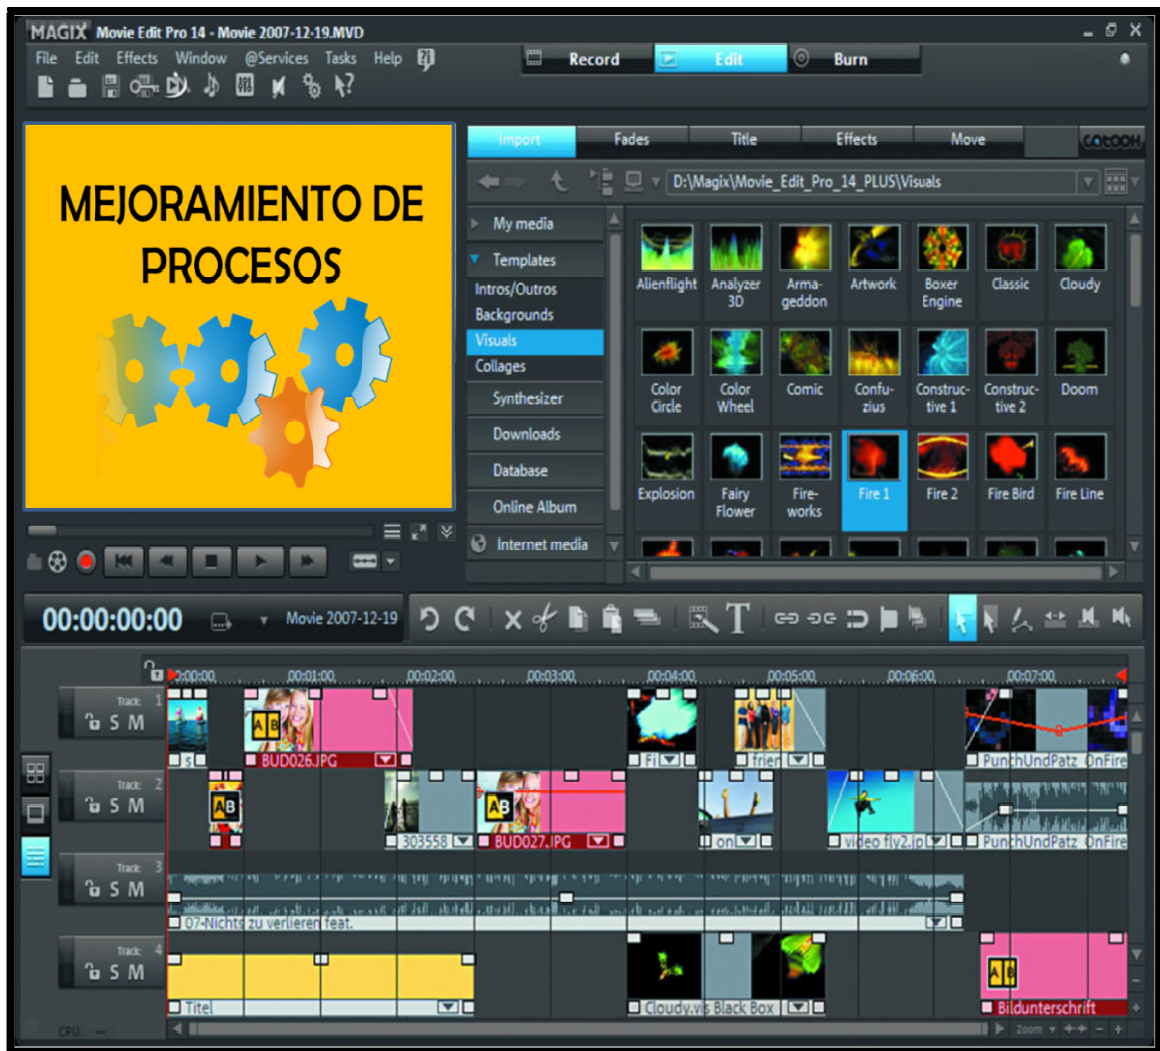 MAGIX Movie Edit Pro 14 - Movie 2007-12-19.MVD
File Edit Effects Window @Services Tasks Help
Record Edit Burn
Import Fades Title Effects Move CATOOH
D:\Magix\Movie_Edit_Pro_14_PLUS\Visuals
MEJORAMIENTO DE
PROCESOS
My media
Templates
Intros/Outros
Backgrounds
Visuals
Collages
Synthesizer
Downloads
Database
Online Album
Internet media
Alienflight Analyzer 3D Arma-geddon Artwork Boxer Engine Classic Cloudy
Color Circle Color Wheel Comic Confu-zius Construc-tive 1 Construc-tive 2 Doom
Explosion Fairy Flower Fire-works Fire 1 Fire 2 Fire Bird Fire Line
00:00:00:00 Movie 2007-12-19
00:01:00, 00:02:00, 00:03:00, 00:04:00, 00:05:00, 00:06:00, 00:07:00,
Track: 1
S M
s BUD026.JPG Fi frien PunchUndPatz OnFire
Track: 2
S M
AB
303558 BUD027.JPG on video fly2.jp PunchUndPatz OnFire
Track: 3
S M
07-Nichts zu verlieren feat.
Track: 4
S M
Titel Cloudy.vis Black Box Bildunterschrift
CPU: —
Zoom